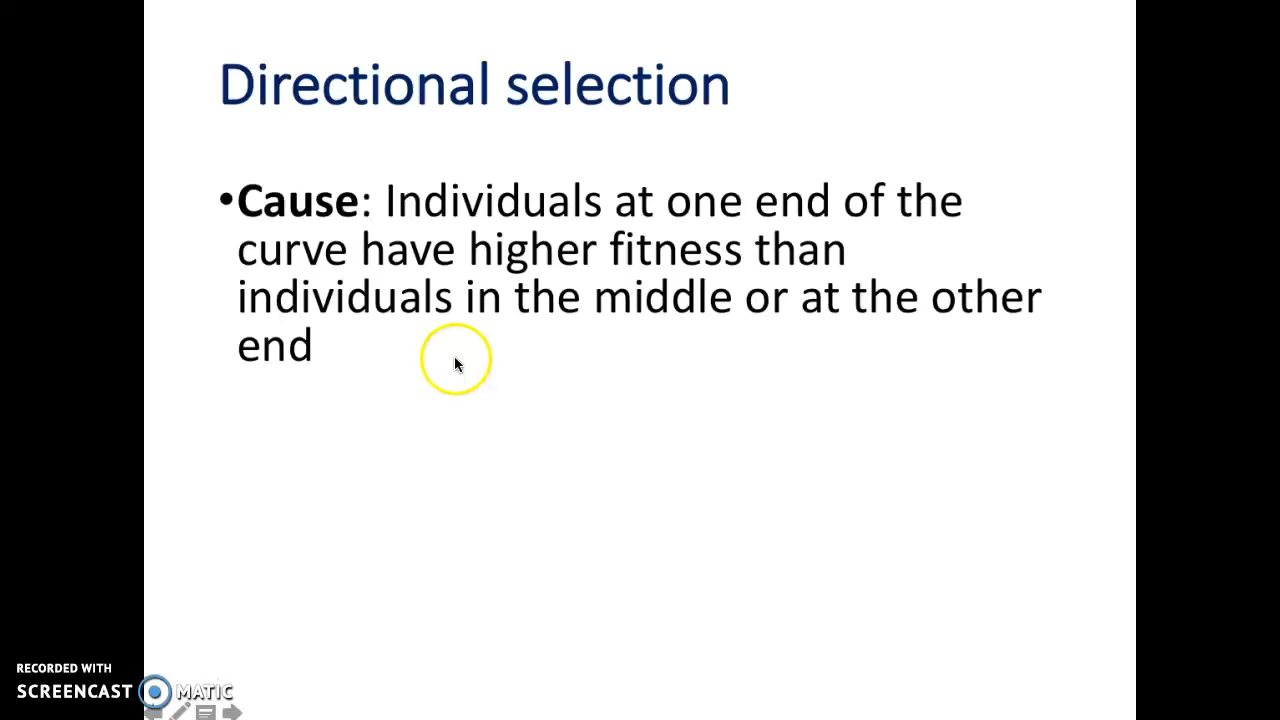 Directional selection
•Cause: Individuals at one end of the
curve have higher fitness than
individuals in the middle or at the other
end
RECORDED WITH
SCREENCAST MATIC